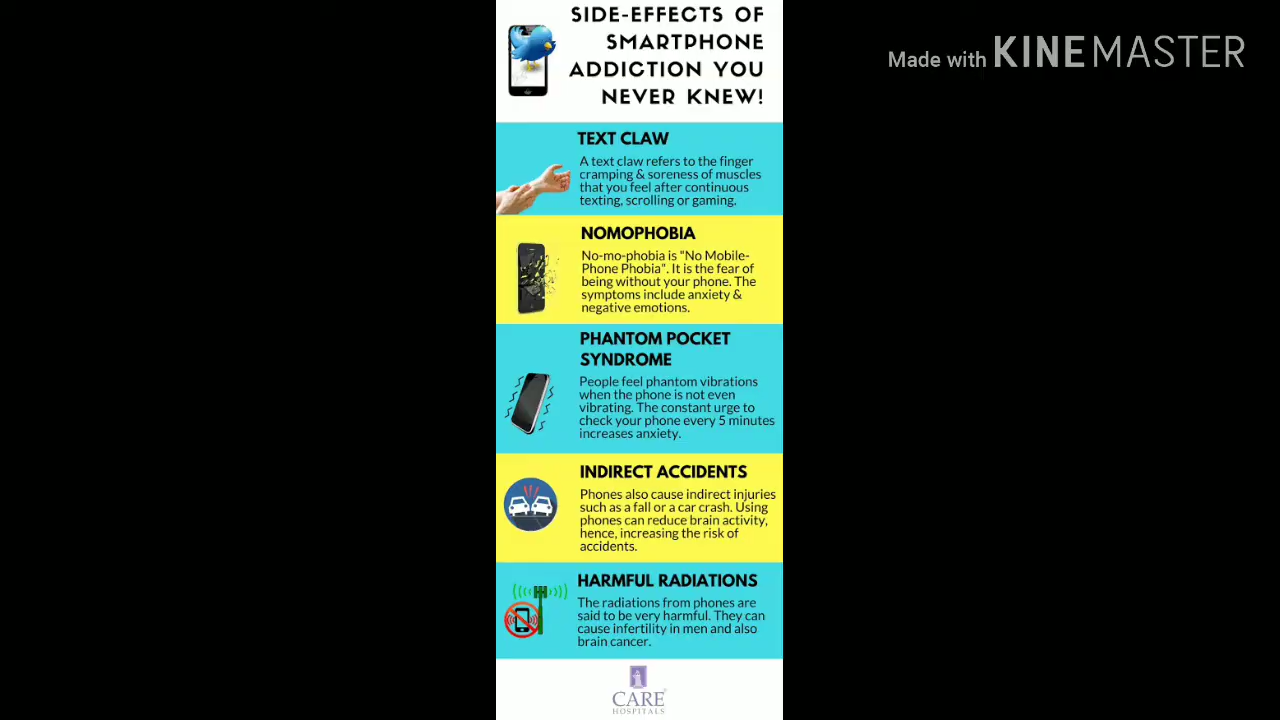 SIDE-EFFECTS OF
SMARTPHONE
ADDICTION YOU
NEVER KNEW!
Made with KINEMASTER
TEXT CLAW
A text claw refers to the finger
cramping & soreness of muscles
that you feel after continuous
texting, scrolling or gaming.
NOMOPHOBIA
No-mo-phobia is "No Mobile-
Phone Phobia". It is the fear of
being without your phone. The
symptoms include anxiety &
negative emotions.
PHANTOM POCKET
SYNDROME
People feel phantom vibrations
when the phone is not even
vibrating. The constant urge to
check your phone every 5 minutes
increases anxiety.
INDIRECT ACCIDENTS
Phones also cause indirect injuries
such as a fall or a car crash. Using
phones can reduce brain activity,
hence, increasing the risk of
accidents.
HARMFUL RADIATIONS
The radiations from phones are
said to be very harmful. They can
cause infertility in men and also
brain cancer.
CARE
HOSPITALS